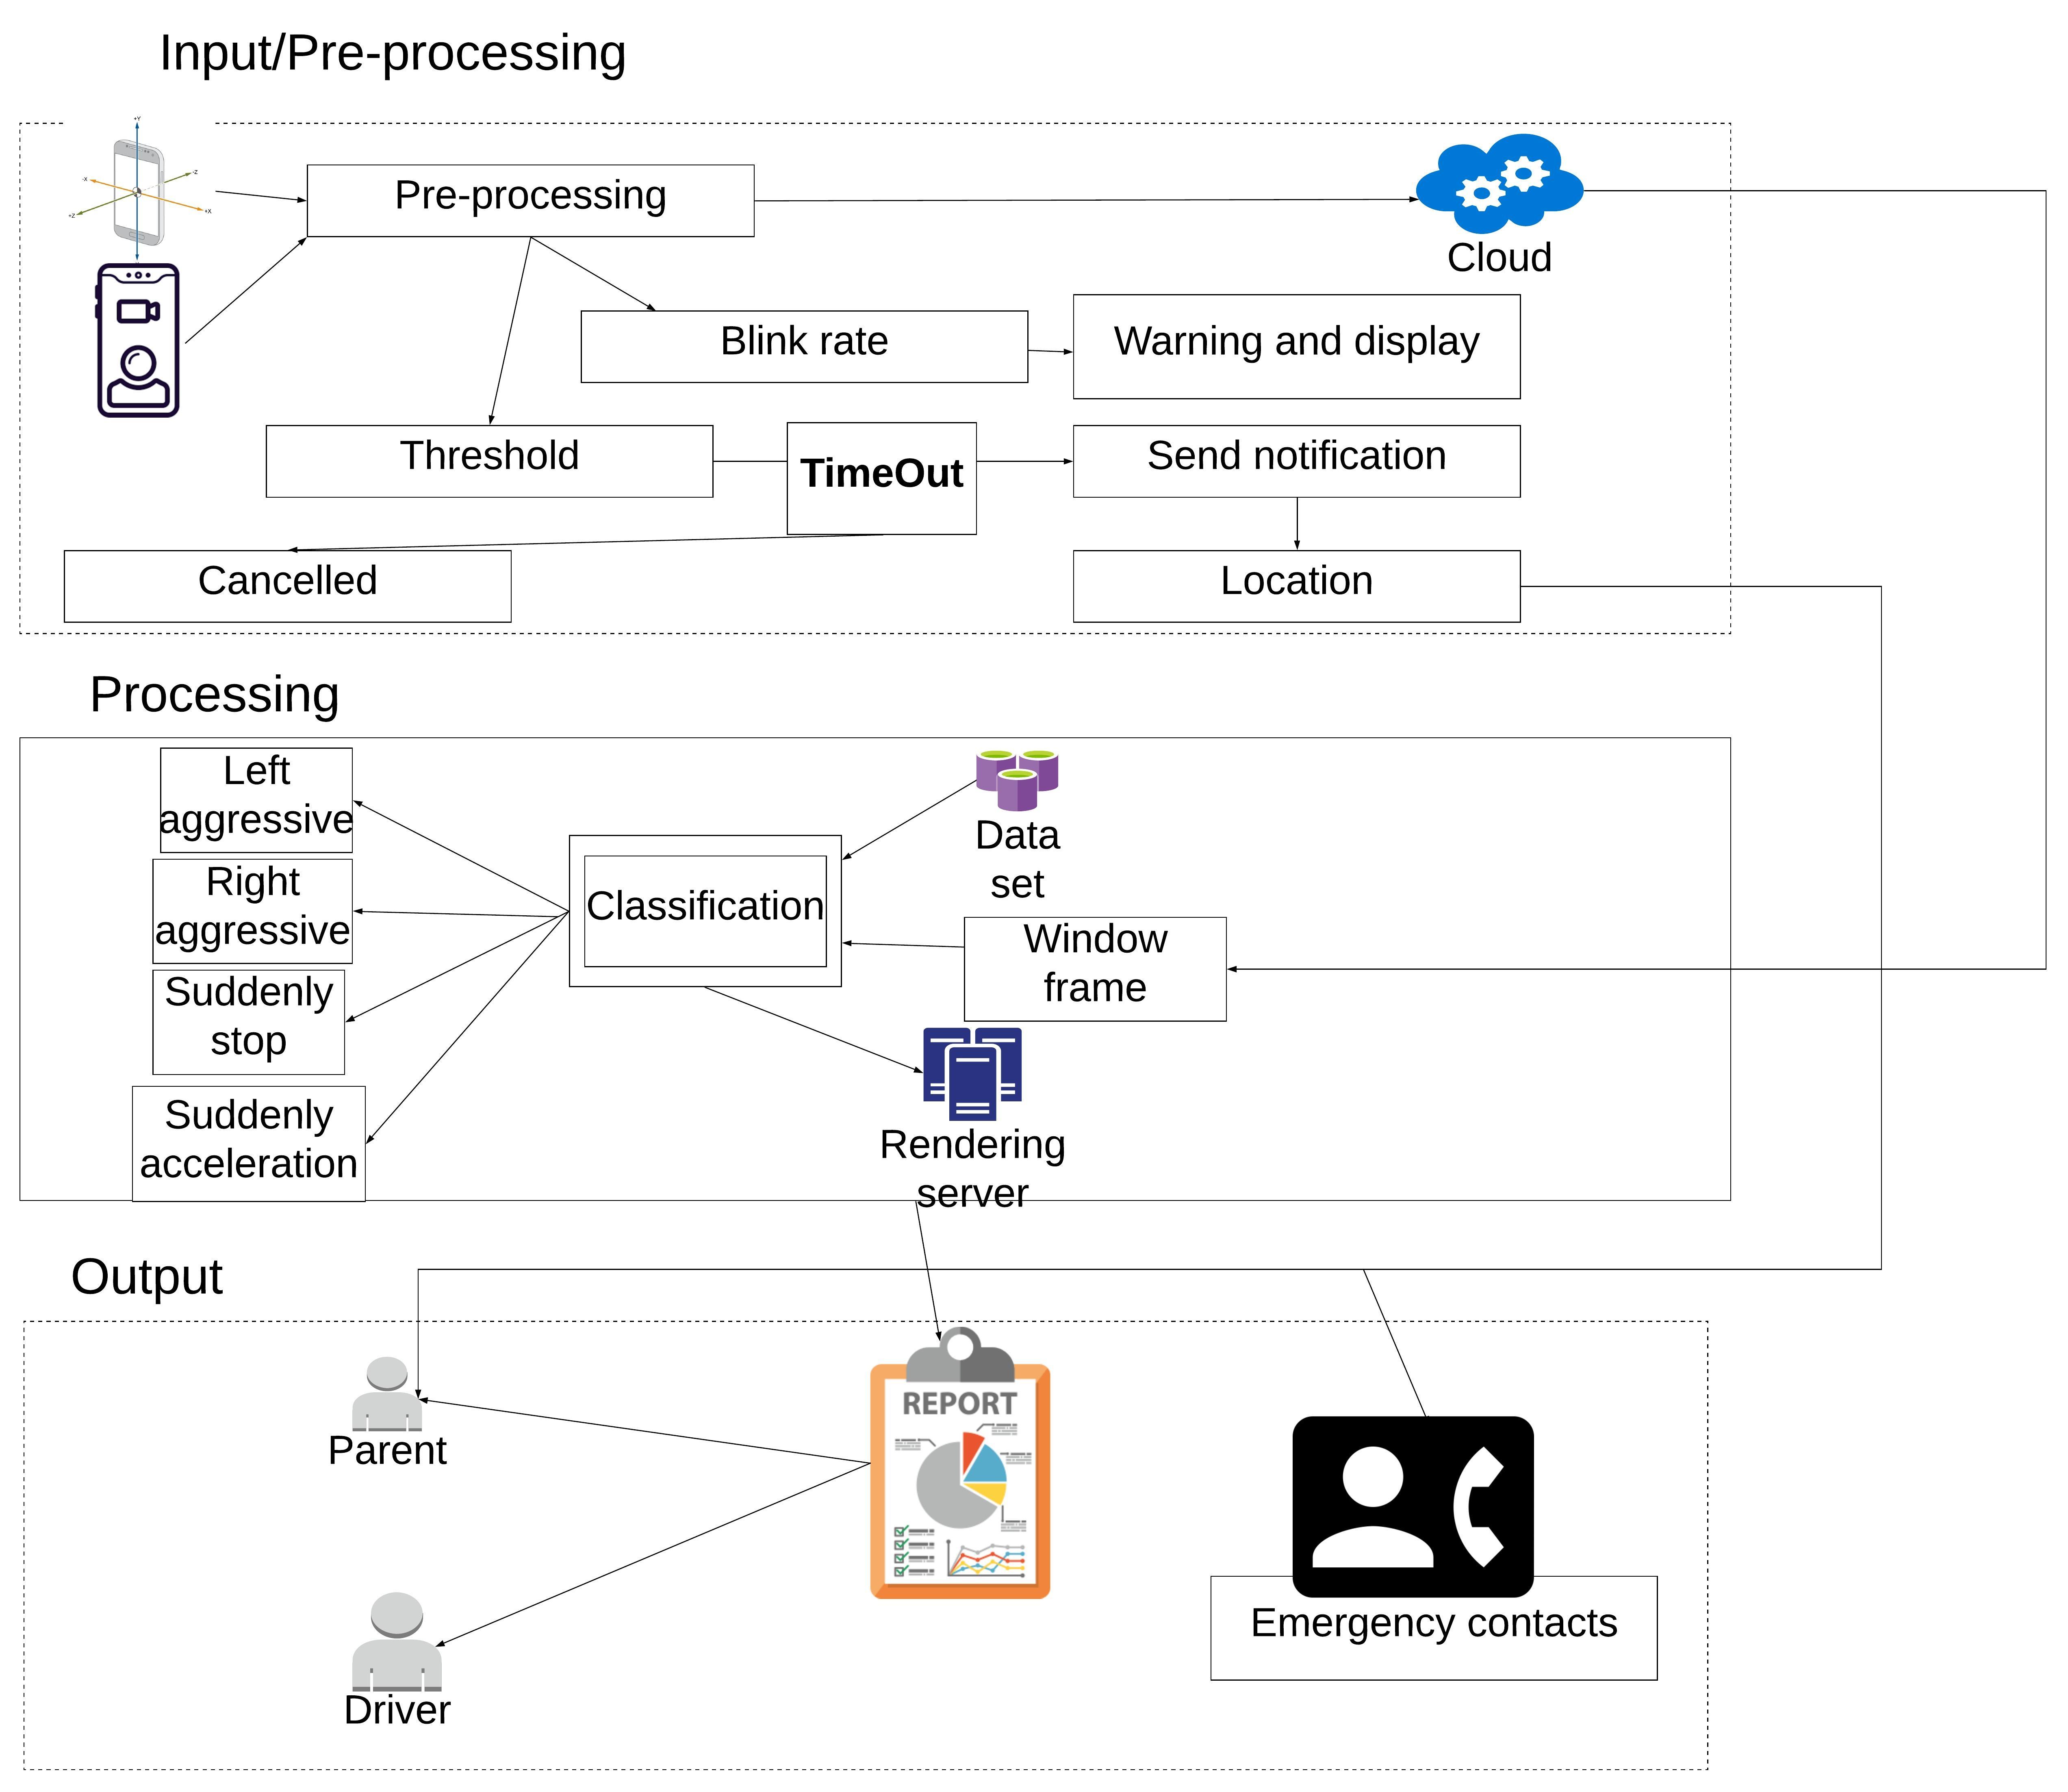 Input/Pre-processing
+Y
-X
-Z
+Z
+X
Pre-processing
Cloud
Blink rate
Warning and display
Threshold
TimeOut
Send notification
Cancelled
Location
Processing
Left
aggressive
Right
aggressive
Suddenly
stop
Suddenly
acceleration
Classification
Data
set
Window
frame
Rendering
server
Output
Parent
REPORT
Driver
Emergency contacts